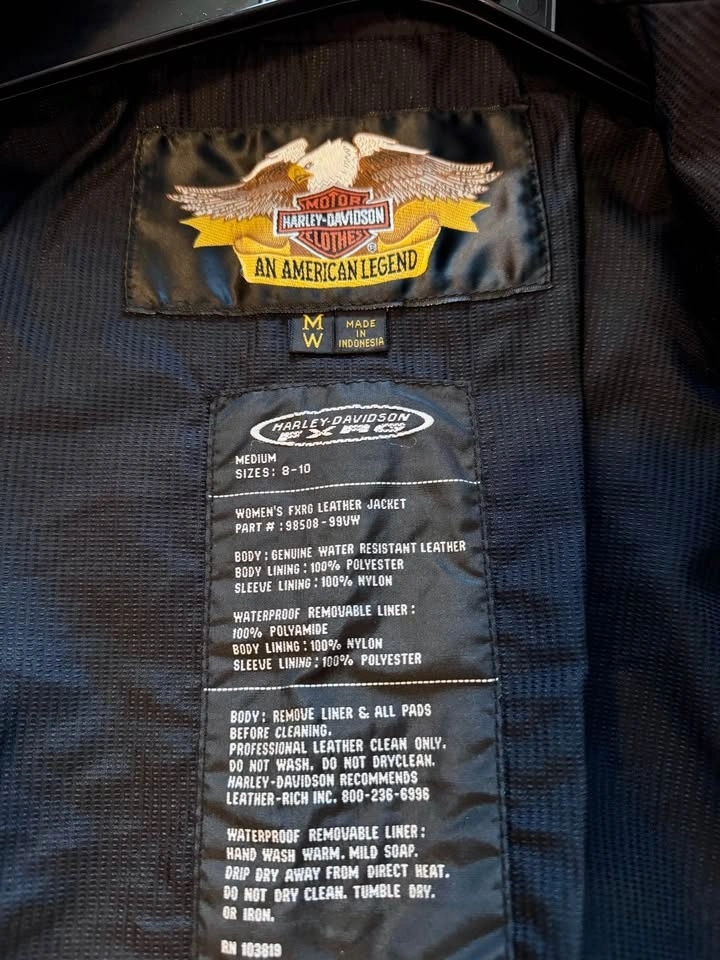 MOTOR
HARLEY-DAVIDSON
CLOTHES
®
AN AMERICAN LEGEND
M
W
MADE
IN
INDONESIA
HARLEY-DAVIDSON
FXRG
MEDIUM
SIZES: 8-10
WOMEN'S FXRG LEATHER JACKET
PART #:98508-99VW
BODY: GENUINE WATER RESISTANT LEATHER
BODY LINING: 100% POLYESTER
SLEEVE LINING: 100% NYLON
WATERPROOF REMOVABLE LINER:
100% POLYAMIDE
BODY LINING: 100% NYLON
SLEEVE LINING: 100% POLYESTER
BODY: REMOVE LINER & ALL PADS
BEFORE CLEANING.
PROFESSIONAL LEATHER CLEAN ONLY.
DO NOT WASH. DO NOT DRYCLEAN.
HARLEY-DAVIDSON RECOMMENDS
LEATHER-RICH INC. 800-236-6996
WATERPROOF REMOVABLE LINER:
HAND WASH WARM. MILD SOAP.
DRIP DRY AWAY FROM DIRECT HEAT.
DO NOT DRY CLEAN. TUMBLE DRY.
OR IRON.
RN 103819